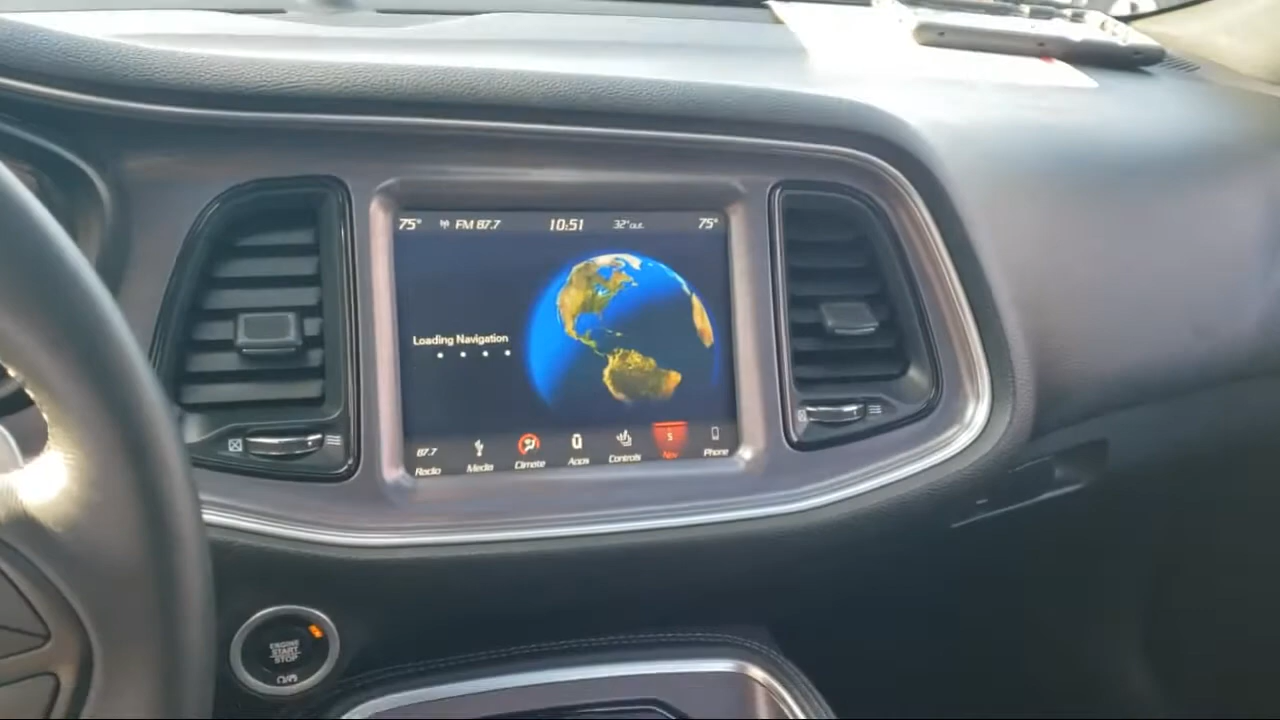 75° FM 87.7 10:51 32°out. 75°
Loading Navigation
87.7 S
Radio Media Climate Apps Controls Nav Phone
ENGINE
START
STOP